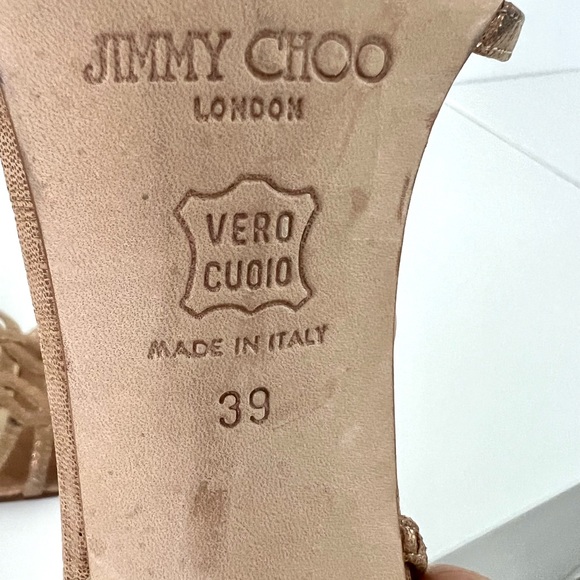 JIMMY CHOO
LONDON
VERO
CUOIO
MADE IN ITALY
39